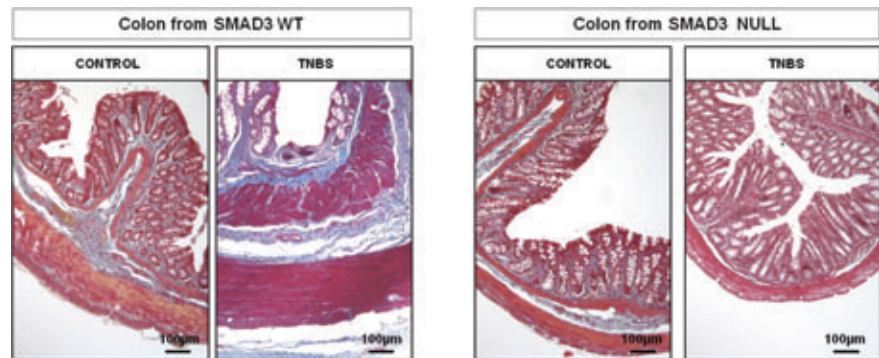 Colon from SMAD3 WT
Colon from SMAD3 NULL
CONTROL
TNBS
CONTROL
TNBS
100µm
100µm
100µm
100µm